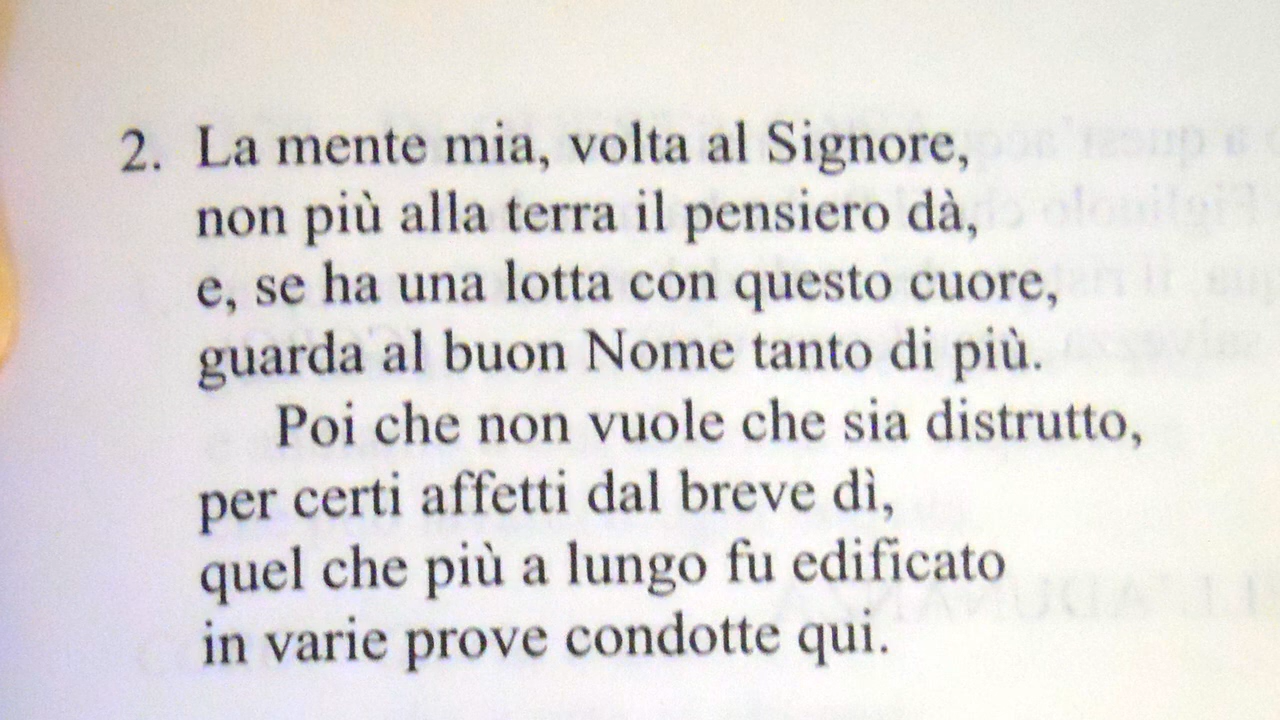 2. La mente mia, volta al Signore,
non più alla terra il pensiero dà,
e, se ha una lotta con questo cuore,
guarda al buon Nome tanto di più.
Poi che non vuole che sia distrutto,
per certi affetti dal breve dì,
quel che più a lungo fu edificato
in varie prove condotte qui.